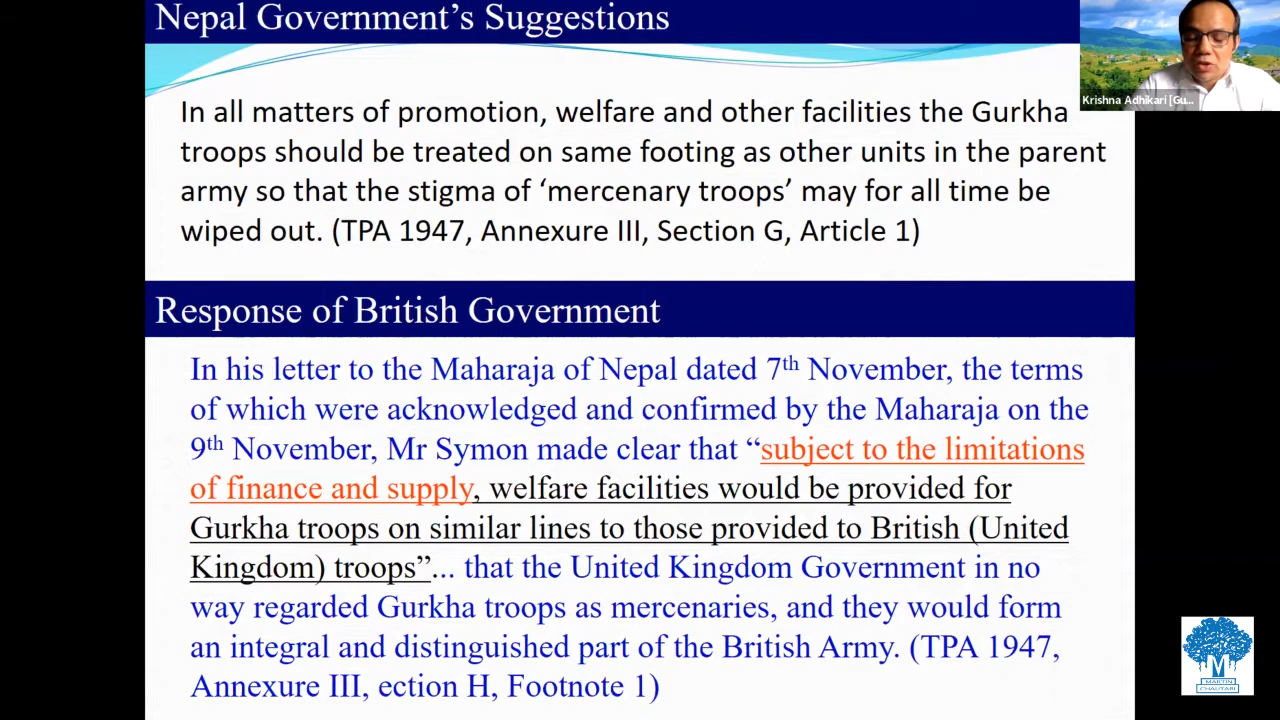 Nepal Government's Suggestions
In all matters of promotion, welfare and other facilities the Gurkha
troops should be treated on same footing as other units in the parent
army so that the stigma of ‘mercenary troops’ may for all time be
wiped out. (TPA 1947, Annexure III, Section G, Article 1)
Response of British Government
In his letter to the Maharaja of Nepal dated 7th November, the terms
of which were acknowledged and confirmed by the Maharaja on the
9th November, Mr Symon made clear that “subject to the limitations
of finance and supply, welfare facilities would be provided for
Gurkha troops on similar lines to those provided to British (United
Kingdom) troops”... that the United Kingdom Government in no
way regarded Gurkha troops as mercenaries, and they would form
an integral and distinguished part of the British Army. (TPA 1947,
Annexure III, ection H, Footnote 1)
Krishna Adhikari [Gu...
M
MARTIN
CHAUTARI